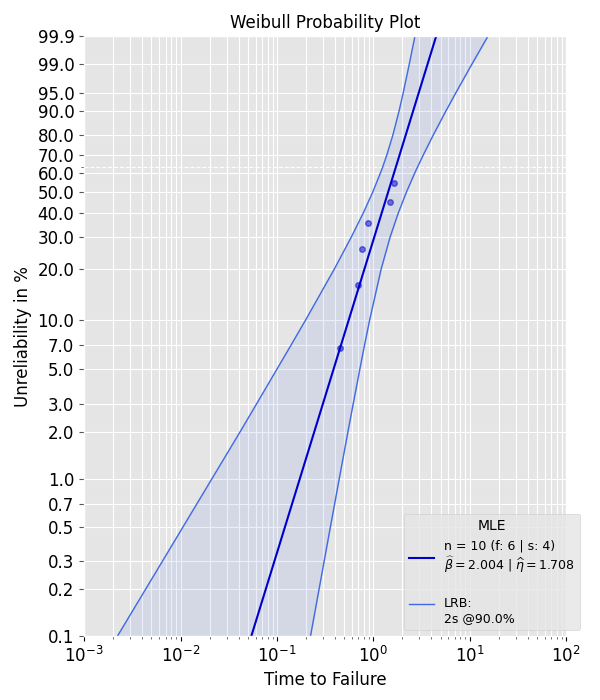 Weibull Probability Plot
Unreliability in %
99.9
99.0
95.0
90.0
80.0
70.0
60.0
50.0
40.0
30.0
20.0
10.0
7.0
5.0
3.0
2.0
1.0
0.7
0.5
0.3
0.2
0.1
MLE
n = 10 (f: 6 | s: 4)
β̂ = 2.004 | η̂ = 1.708
LRB:
2s @90.0%
10⁻³ 10⁻² 10⁻¹ 10⁰ 10¹ 10²
Time to Failure